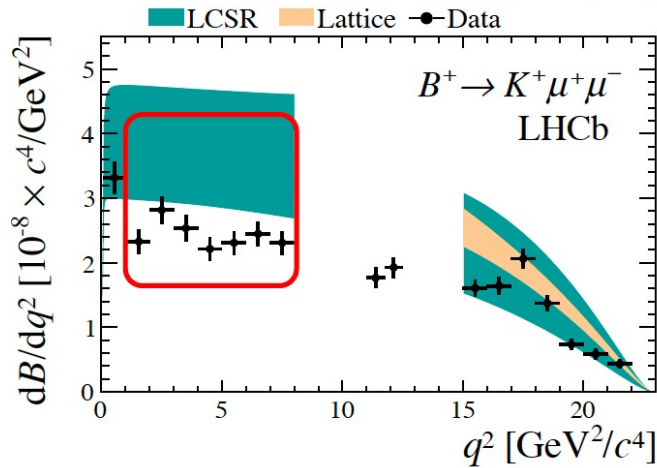 LCSR Lattice Data
B⁺ → K⁺μ⁺μ⁻
LHCb
dB/dq² [10⁻⁸ × c⁴/GeV²]
5
4
3
2
1
0
0 5 10 15 20
q² [GeV²/c⁴]